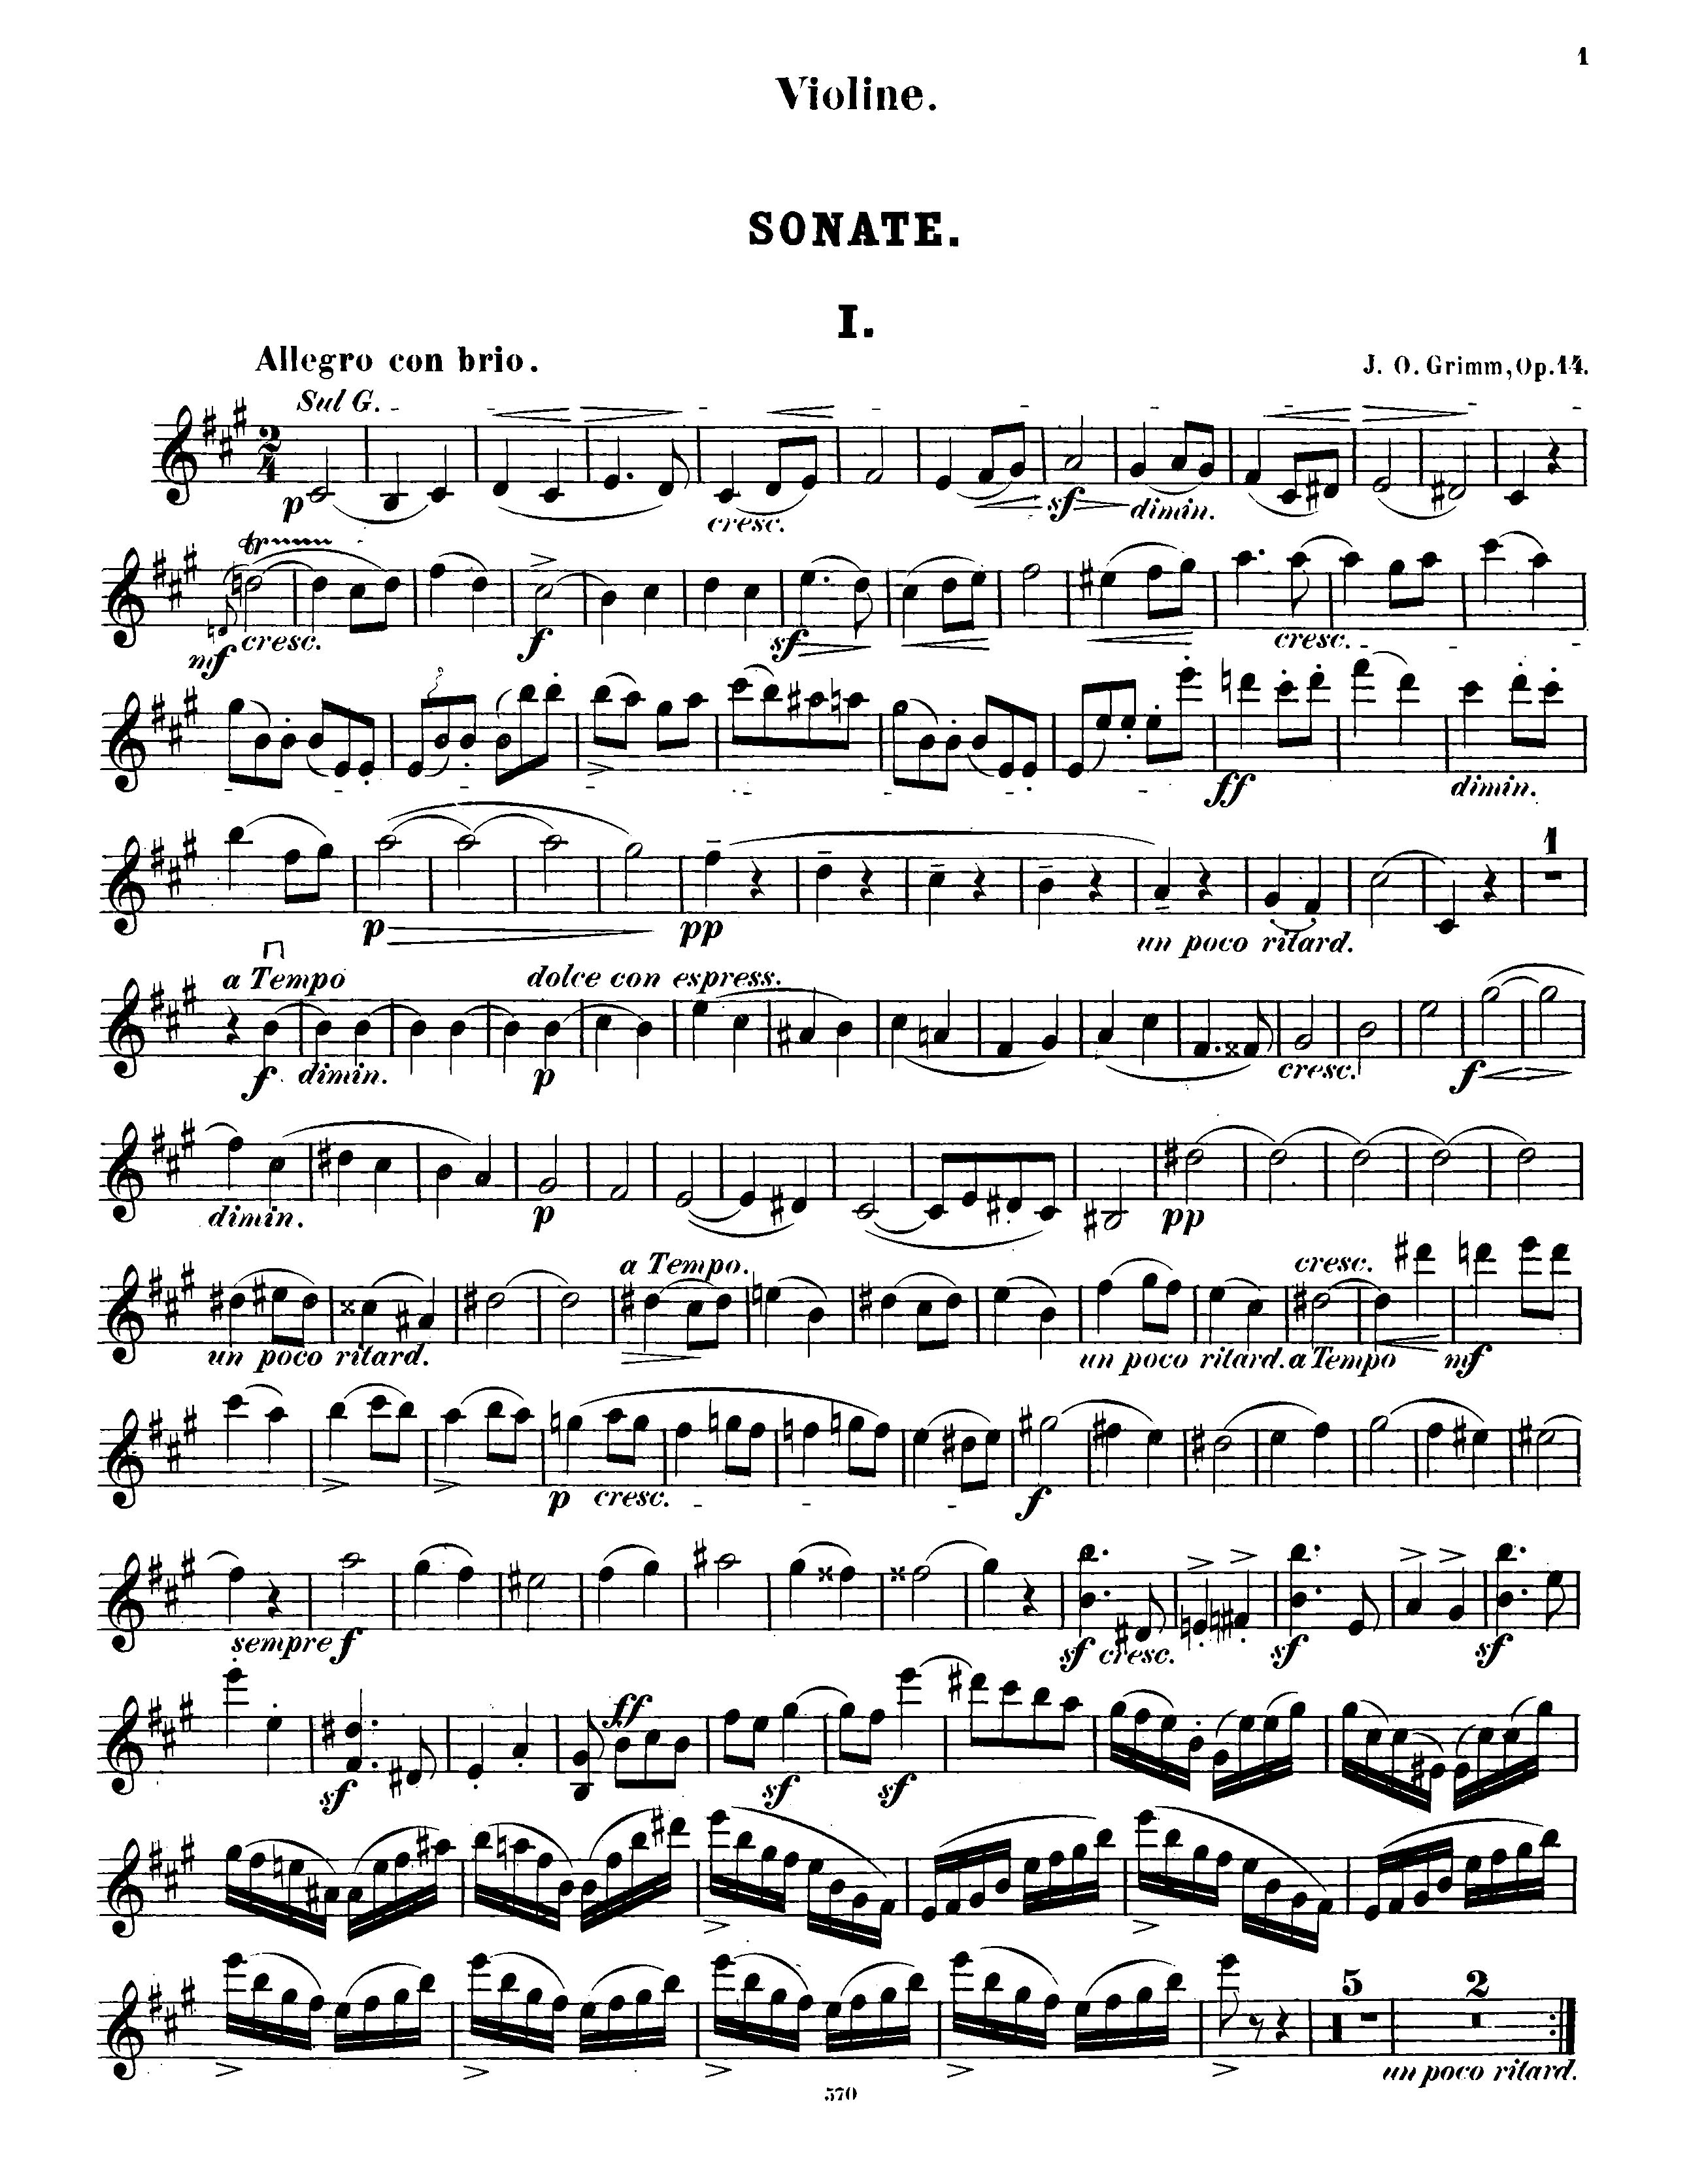 1
Violine.
SONATE.
I.
Allegro con brio.
J. O. Grimm, Op. 14.
Sul G.
p cresc. sf dimin.
tr
mf cresc. f sf cresc.
ff dimin.
1
p pp un poco ritard.
a Tempo dolce con espress.
f dimin. p cresc. f
dimin. p pp
a Tempo. cresc.
un poco ritard. un poco ritard. a Tempo mf
p cresc. f
sempre f sf cresc. sf sf
ff
sf sf sf
5 2
un poco ritard.
570